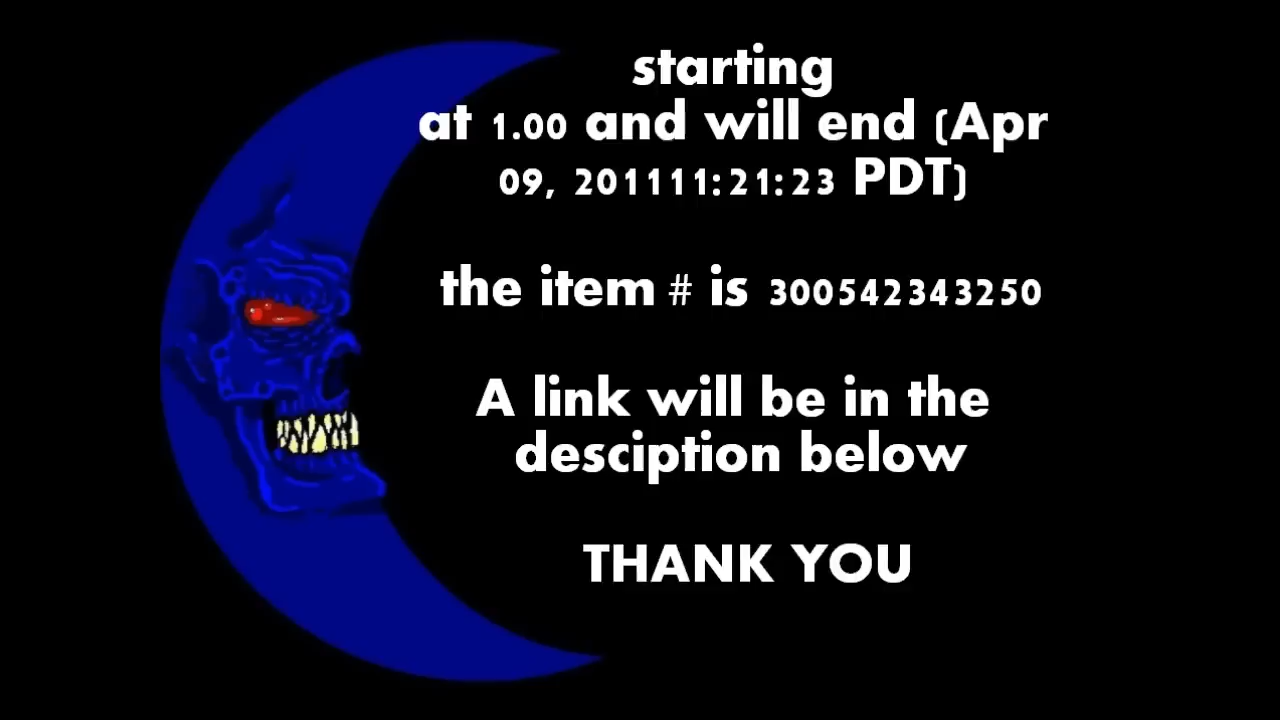 starting
at 1.00 and will end (Apr
09, 201111:21:23 PDT)
the item # is 300542343250
A link will be in the
desciption below
THANK YOU